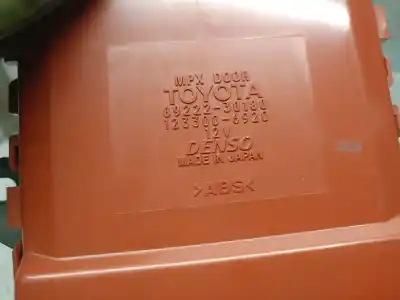 MPX DOOR
TOYOTA
89222-30180
123300-6920
12V
DENSO
MADE IN JAPAN
>ABS<